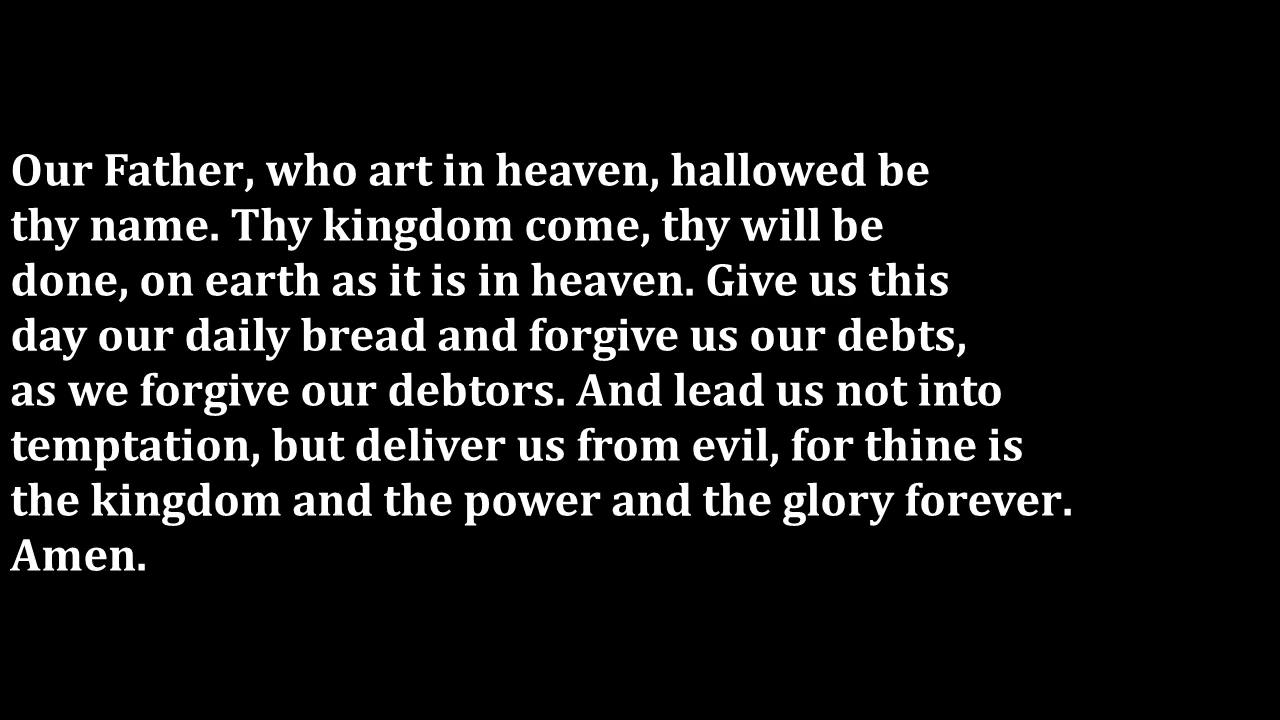 Our Father, who art in heaven, hallowed be
thy name. Thy kingdom come, thy will be
done, on earth as it is in heaven. Give us this
day our daily bread and forgive us our debts,
as we forgive our debtors. And lead us not into
temptation, but deliver us from evil, for thine is
the kingdom and the power and the glory forever.
Amen.